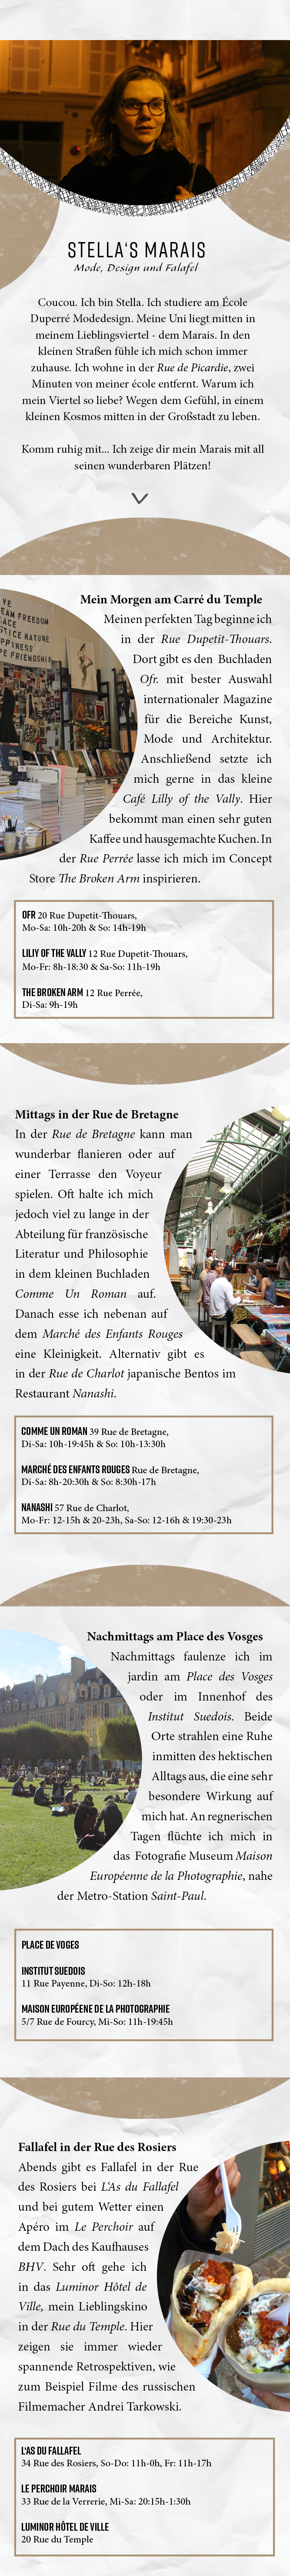 STELLA'S MARAIS
Mode, Design und Falafel
Coucou. Ich bin Stella. Ich studiere am École
Duperré Modedesign. Meine Uni liegt mitten in
meinem Lieblingsviertel - dem Marais. In den
kleinen Straßen fühle ich mich schon immer
zuhause. Ich wohne in der Rue de Picardie, zwei
Minuten von meiner école entfernt. Warum ich
mein Viertel so liebe? Wegen dem Gefühl, in einem
kleinen Kosmos mitten in der Großstadt zu leben.
Komm ruhig mit... Ich zeige dir mein Marais mit all
seinen wunderbaren Plätzen!
Mein Morgen am Carré du Temple
Meinen perfekten Tag beginne ich
in der Rue Dupetit-Thouars.
Dort gibt es den Buchladen
Ofr. mit bester Auswahl
internationaler Magazine
für die Bereiche Kunst,
Mode und Architektur.
Anschließend setzte ich
mich gerne in das kleine
Café Lilly of the Vally. Hier
bekommt man einen sehr guten
Kaffee und hausgemachte Kuchen. In
der Rue Perrée lasse ich mich im Concept
Store The Broken Arm inspirieren.
OFR 20 Rue Dupetit-Thouars,
Mo-Sa: 10h-20h & So: 14h-19h
LILIY OF THE VALLY 12 Rue Dupetit-Thouars,
Mo-Fr: 8h-18:30 & Sa-So: 11h-19h
THE BROKEN ARM 12 Rue Perrée,
Di-Sa: 9h-19h
Mittags in der Rue de Bretagne
In der Rue de Bretagne kann man
wunderbar flanieren oder auf
einer Terrasse den Voyeur
spielen. Oft halte ich mich
jedoch viel zu lange in der
Abteilung für französische
Literatur und Philosophie
in dem kleinen Buchladen
Comme Un Roman auf.
Danach esse ich nebenan auf
dem Marché des Enfants Rouges
eine Kleinigkeit. Alternativ gibt es
in der Rue de Charlot japanische Bentos im
Restaurant Nanashi.
COMME UN ROMAN 39 Rue de Bretagne,
Di-Sa: 10h-19:45h & So: 10h-13:30h
MARCHÉ DES ENFANTS ROUGES Rue de Bretagne,
Di-Sa: 8h-20:30h & So: 8:30h-17h
NANASHI 57 Rue de Charlot,
Mo-Fr: 12-15h & 20-23h, Sa-So: 12-16h & 19:30-23h
Nachmittags am Place des Vosges
Nachmittags faulenze ich im
jardin am Place des Vosges
oder im Innenhof des
Institut Suedois. Beide
Orte strahlen eine Ruhe
inmitten des hektischen
Alltags aus, die eine sehr
besondere Wirkung auf
mich hat. An regnerischen
Tagen flüchte ich mich in
das Fotografie Museum Maison
Européenne de la Photographie, nahe
der Metro-Station Saint-Paul.
PLACE DE VOGES
INSTITUT SUEDOIS
11 Rue Payenne, Di-So: 12h-18h
MAISON EUROPÉENE DE LA PHOTOGRAPHIE
5/7 Rue de Fourcy, Mi-So: 11h-19:45h
Fallafel in der Rue des Rosiers
Abends gibt es Fallafel in der Rue
des Rosiers bei L'As du Fallafel
und bei gutem Wetter einen
Apéro im Le Perchoir auf
dem Dach des Kaufhauses
BHV. Sehr oft gehe ich
in das Luminor Hôtel de
Ville, mein Lieblingskino
in der Rue du Temple. Hier
zeigen sie immer wieder
spannende Retrospektiven, wie
zum Beispiel Filme des russischen
Filmemacher Andrei Tarkowski.
L'AS DU FALLAFEL
34 Rue des Rosiers, So-Do: 11h-0h, Fr: 11h-17h
LE PERCHOIR MARAIS
33 Rue de la Verrerie, Mi-Sa: 20:15h-1:30h
LUMINOR HÔTEL DE VILLE
20 Rue du Temple